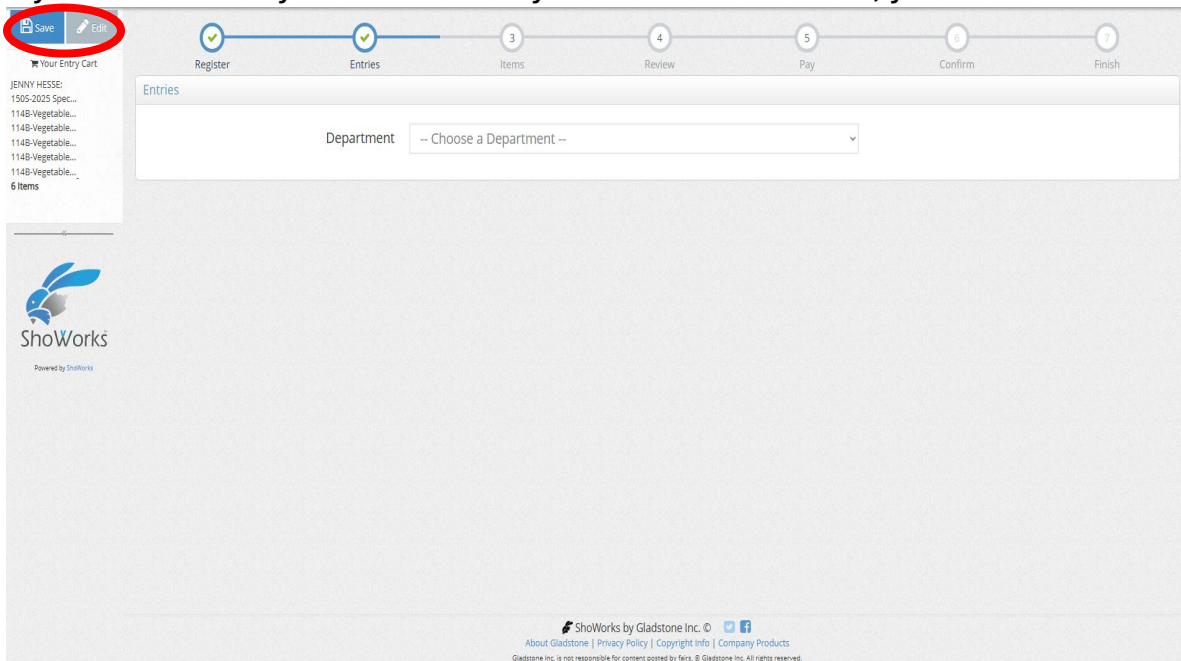 Save Edit
Your Entry Cart
JENNY HESSE:
150S-2025 Spec...
114B-Vegetable...
114B-Vegetable...
114B-Vegetable...
114B-Vegetable...
114B-Vegetable...
6 Items
Register Entries 3 Items 4 Review 5 Pay 6 Confirm 7 Finish
Entries
Department -- Choose a Department --
ShoWorks
Powered by ShoWorks
ShoWorks by Gladstone Inc. ©
About Gladstone | Privacy Policy | Copyright Info | Company Products
Gladstone Inc. is not responsible for content posted by fairs. © Gladstone Inc. All rights reserved.